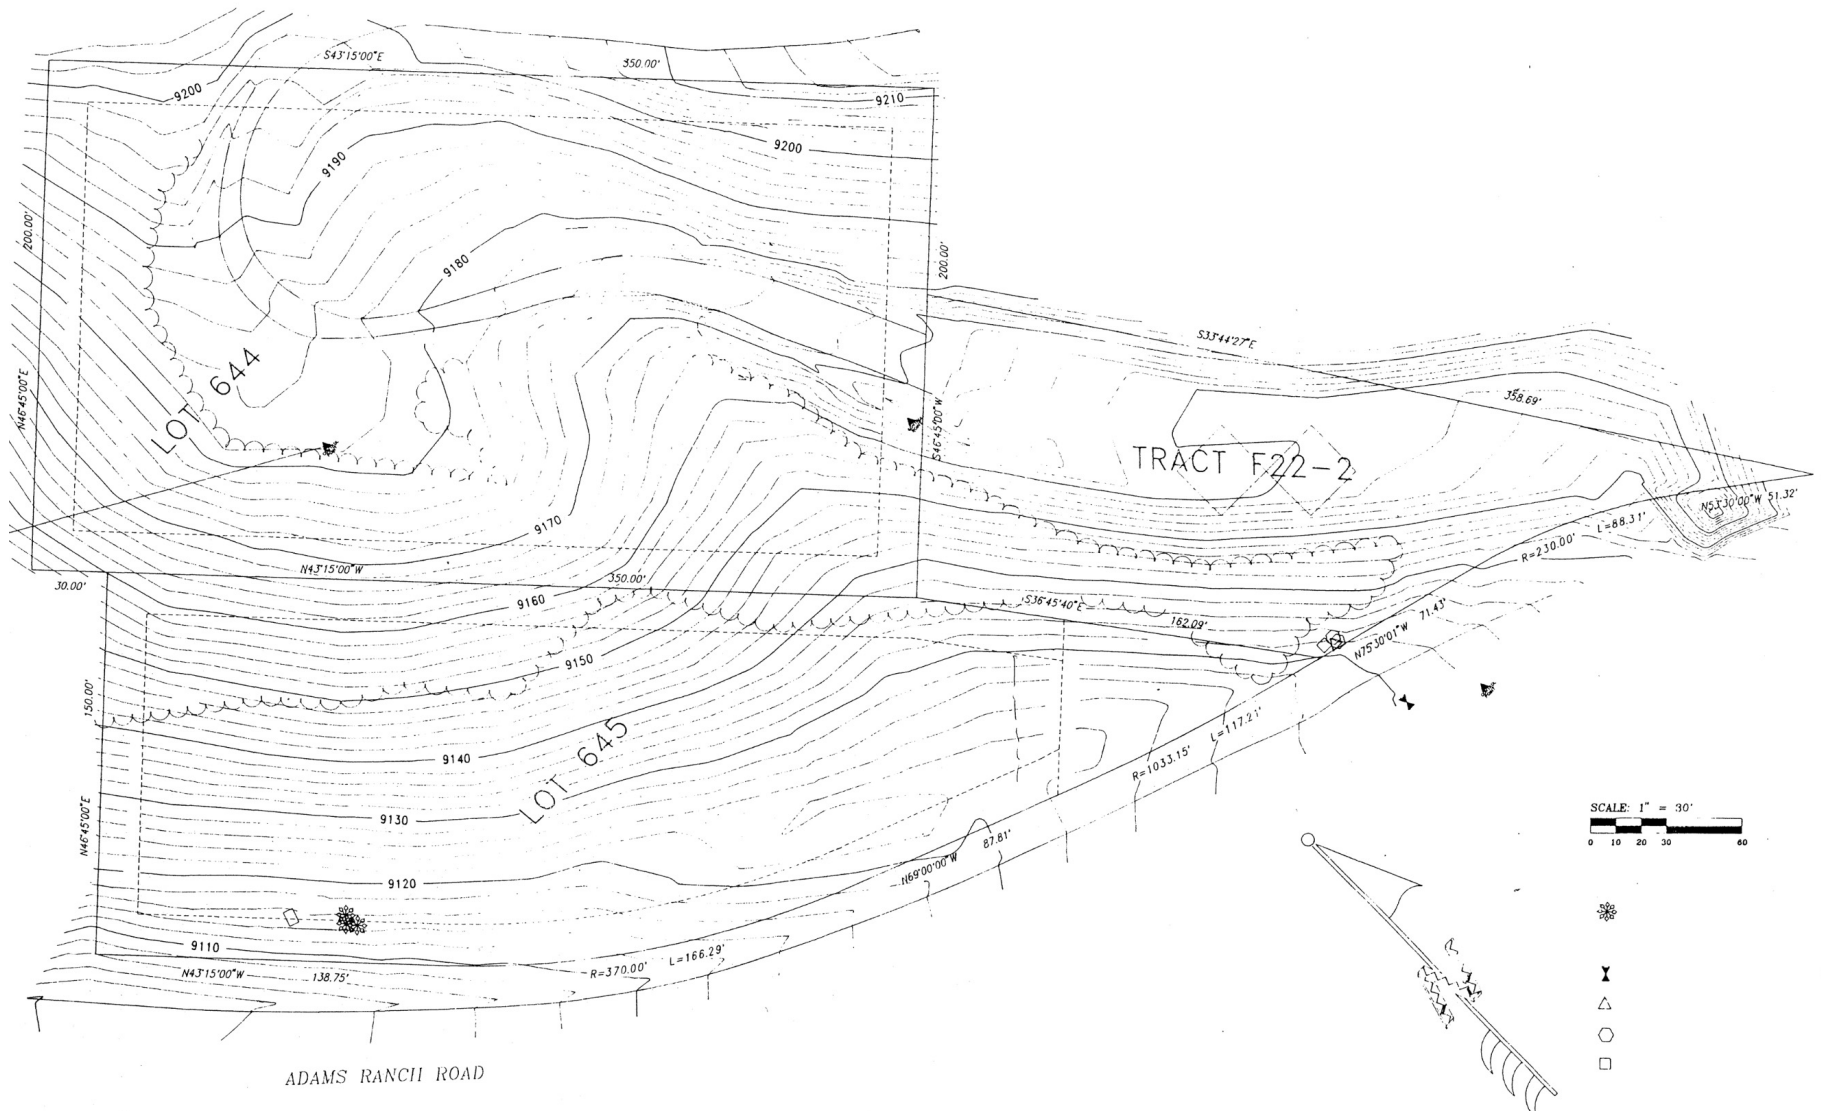 S43°15'00"E
350.00'
9200
9210
9200
9190
200.00'
9180
200.00'
S33°44'27"E
LOT 644
N46°45'00"E
358.69'
S46°45'00"W
TRACT F22-2
N53°30'00"W 51.32'
9170
L=88.31'
R=230.00'
N43°15'00"W
350.00'
30.00'
9160
S36°45'40"E
162.09'
71.43'
N75°30'01"W
9150
150.00'
L=117.21'
R=1033.15'
LOT 645
9140
9130
N46°45'00"E
87.81'
N69°00'00"W
9120
9110
L=166.29'
R=370.00'
N43°15'00"W
138.75'
SCALE: 1" = 30'
0 10 20 30 60
ADAMS RANCH ROAD